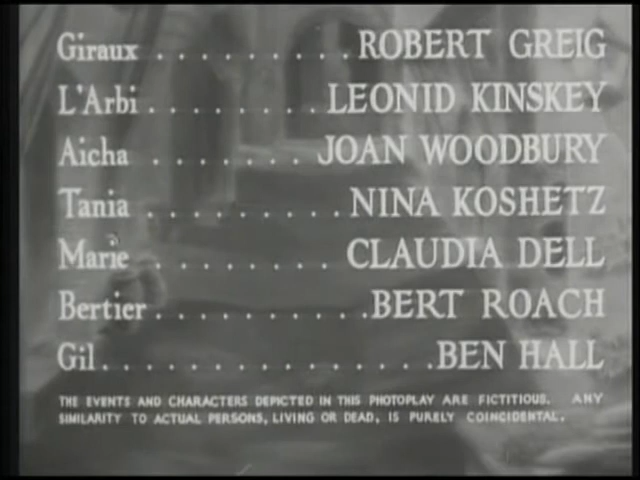 Giraux . . . . . . . . . ROBERT GREIG
L'Arbi . . . . . . . . LEONID KINSKEY
Aicha . . . . . . . JOAN WOODBURY
Tania . . . . . . . . . NINA KOSHETZ
Marie . . . . . . . . CLAUDIA DELL
Bertier . . . . . . . . . . BERT ROACH
Gil . . . . . . . . . . . . . . . BEN HALL
THE EVENTS AND CHARACTERS DEPICTED IN THIS PHOTOPLAY ARE FICTITIOUS. ANY
SIMILARITY TO ACTUAL PERSONS, LIVING OR DEAD, IS PURELY COINCIDENTAL.